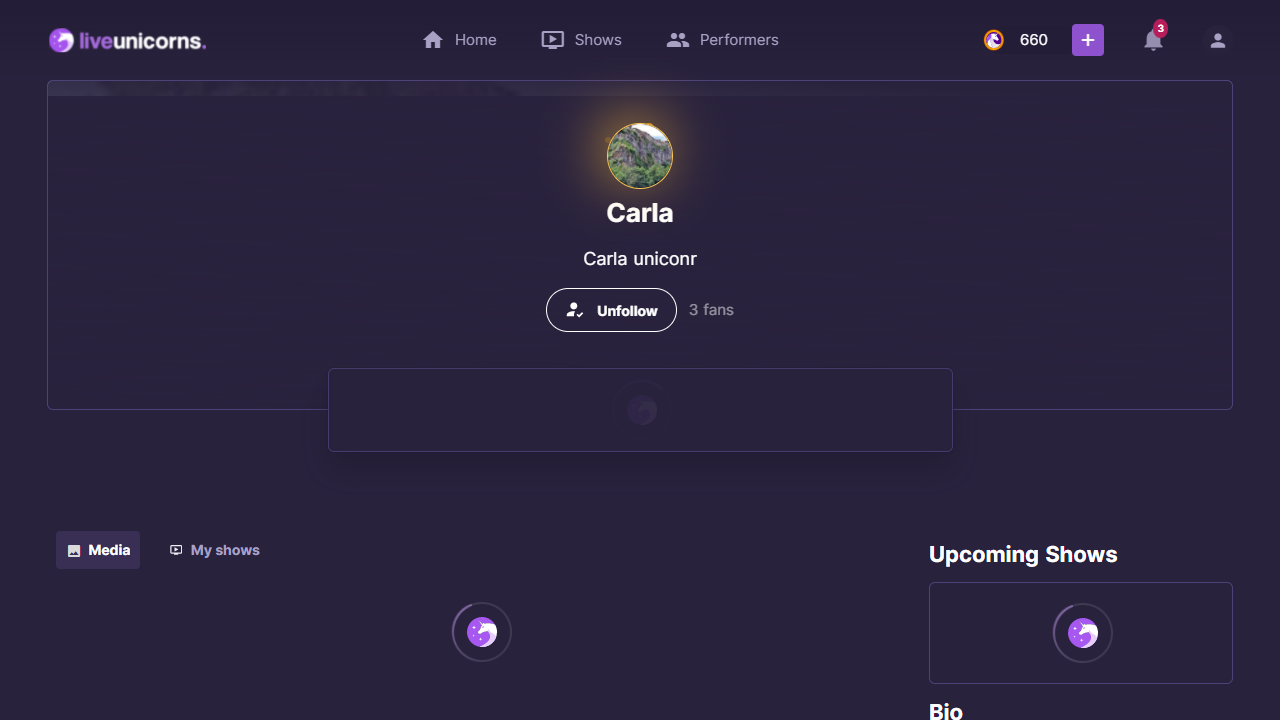 liveunicorns.
Home
Shows
Performers
660
+
3
Carla
Carla uniconr
Unfollow
3 fans
Media
My shows
Upcoming Shows
Bio